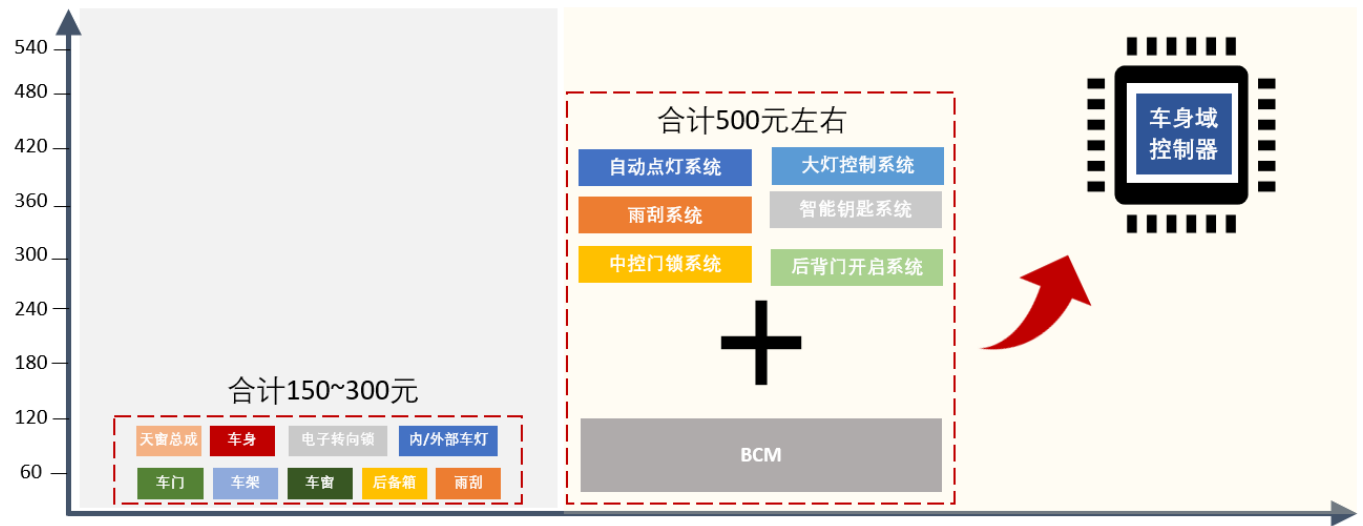 540
480
420
360
300
240
180
120
60
合计150~300元
天窗总成
车身
电子转向锁
内/外部车灯
车门
车架
车窗
后备箱
雨刮
合计500元左右
自动点灯系统
大灯控制系统
雨刮系统
智能钥匙系统
中控门锁系统
后背门开启系统
BCM
车身域
控制器